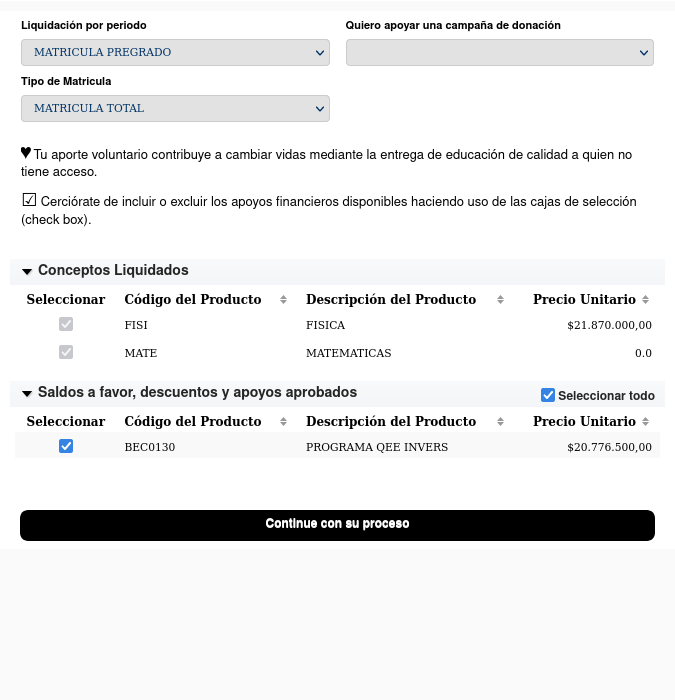 Liquidación por periodo
Quiero apoyar una campaña de donación
MATRICULA PREGRADO
Tipo de Matricula
MATRICULA TOTAL
♥ Tu aporte voluntario contribuye a cambiar vidas mediante la entrega de educación de calidad a quien no
tiene acceso.
☑ Cerciórate de incluir o excluir los apoyos financieros disponibles haciendo uso de las cajas de selección
(check box).
Conceptos Liquidados
Seleccionar Código del Producto Descripción del Producto Precio Unitario
FISI FISICA $21.870.000,00
MATE MATEMATICAS 0.0
Saldos a favor, descuentos y apoyos aprobados Seleccionar todo
Seleccionar Código del Producto Descripción del Producto Precio Unitario
BEC0130 PROGRAMA QEE INVERS $20.776.500,00
Continue con su proceso